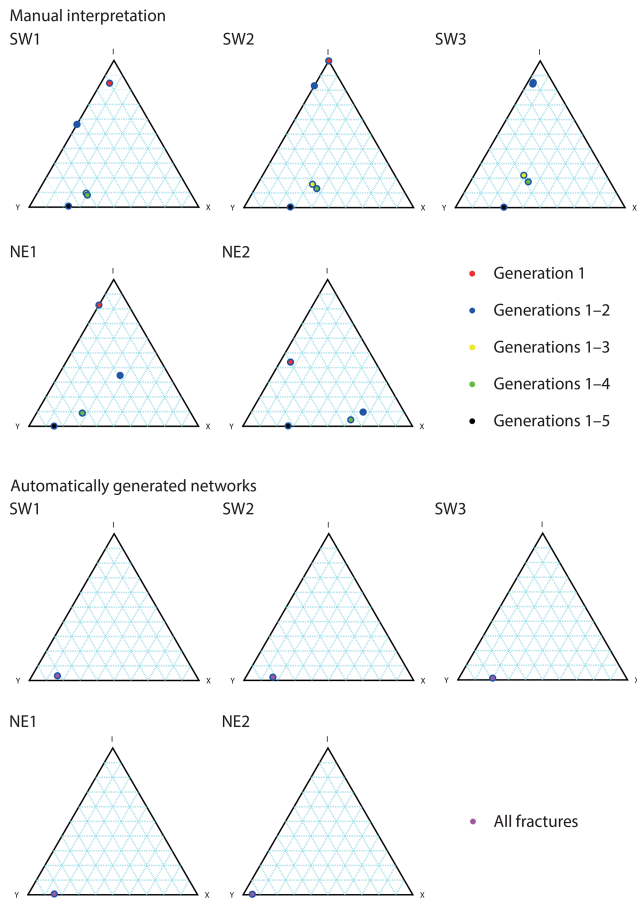 Manual interpretation
SW1 SW2 SW3
I I I
Y X Y X Y X
NE1 NE2
I I
Y X Y X
Generation 1
Generations 1–2
Generations 1–3
Generations 1–4
Generations 1–5
Automatically generated networks
SW1 SW2 SW3
I I I
Y X Y X Y X
NE1 NE2
I I
Y X Y X
All fractures